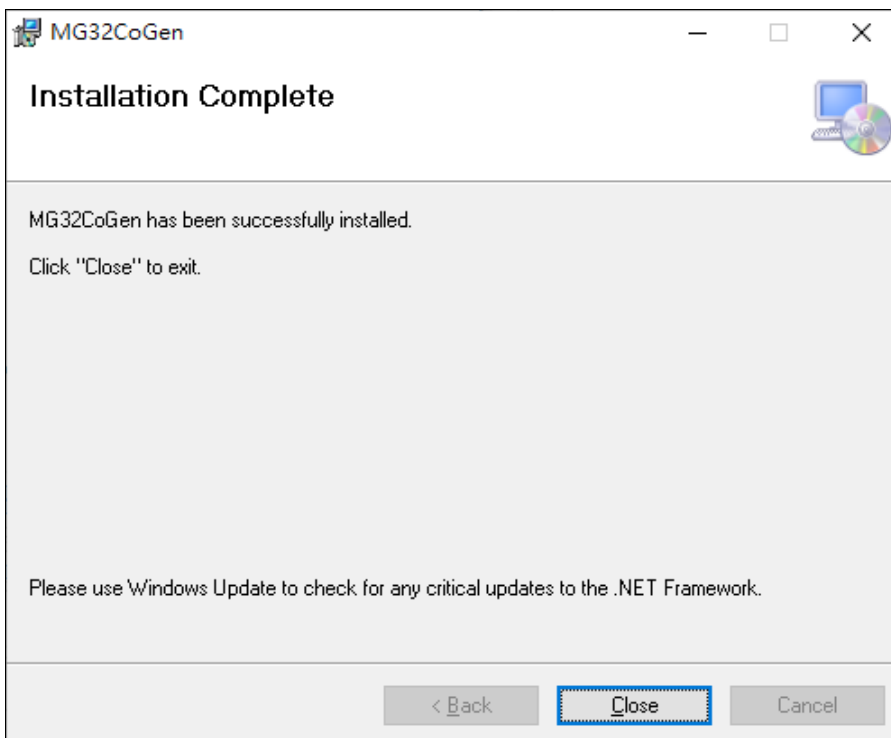 MG32CoGen
Installation Complete
MG32CoGen has been successfully installed.
Click "Close" to exit.
Please use Windows Update to check for any critical updates to the .NET Framework.
< Back
Close
Cancel